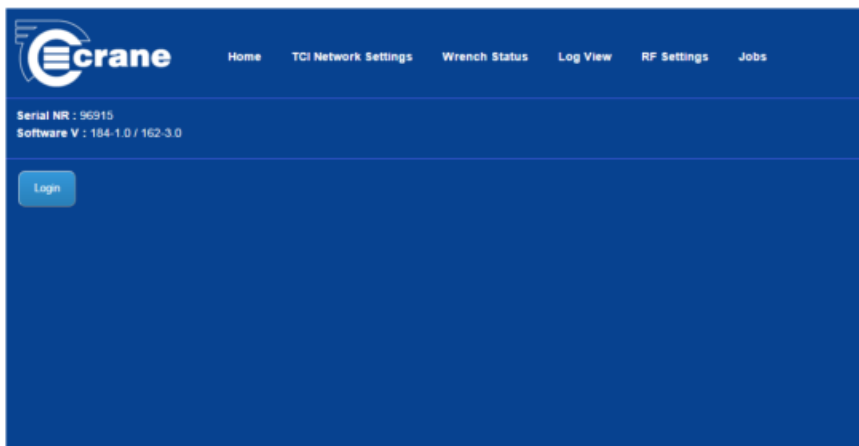 crane
Home TCI Network Settings Wrench Status Log View RF Settings Jobs
Serial NR : 96915
Software V : 184-1.0 / 162-3.0
Login